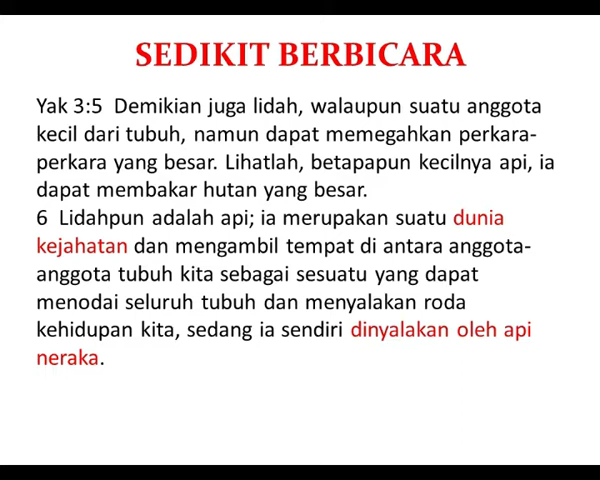 SEDIKIT BERBICARA
Yak 3:5 Demikian juga lidah, walaupun suatu anggota
kecil dari tubuh, namun dapat memegahkan perkara-
perkara yang besar. Lihatlah, betapapun kecilnya api, ia
dapat membakar hutan yang besar.
6 Lidahpun adalah api; ia merupakan suatu dunia
kejahatan dan mengambil tempat di antara anggota-
anggota tubuh kita sebagai sesuatu yang dapat
menodai seluruh tubuh dan menyalakan roda
kehidupan kita, sedang ia sendiri dinyalakan oleh api
neraka.